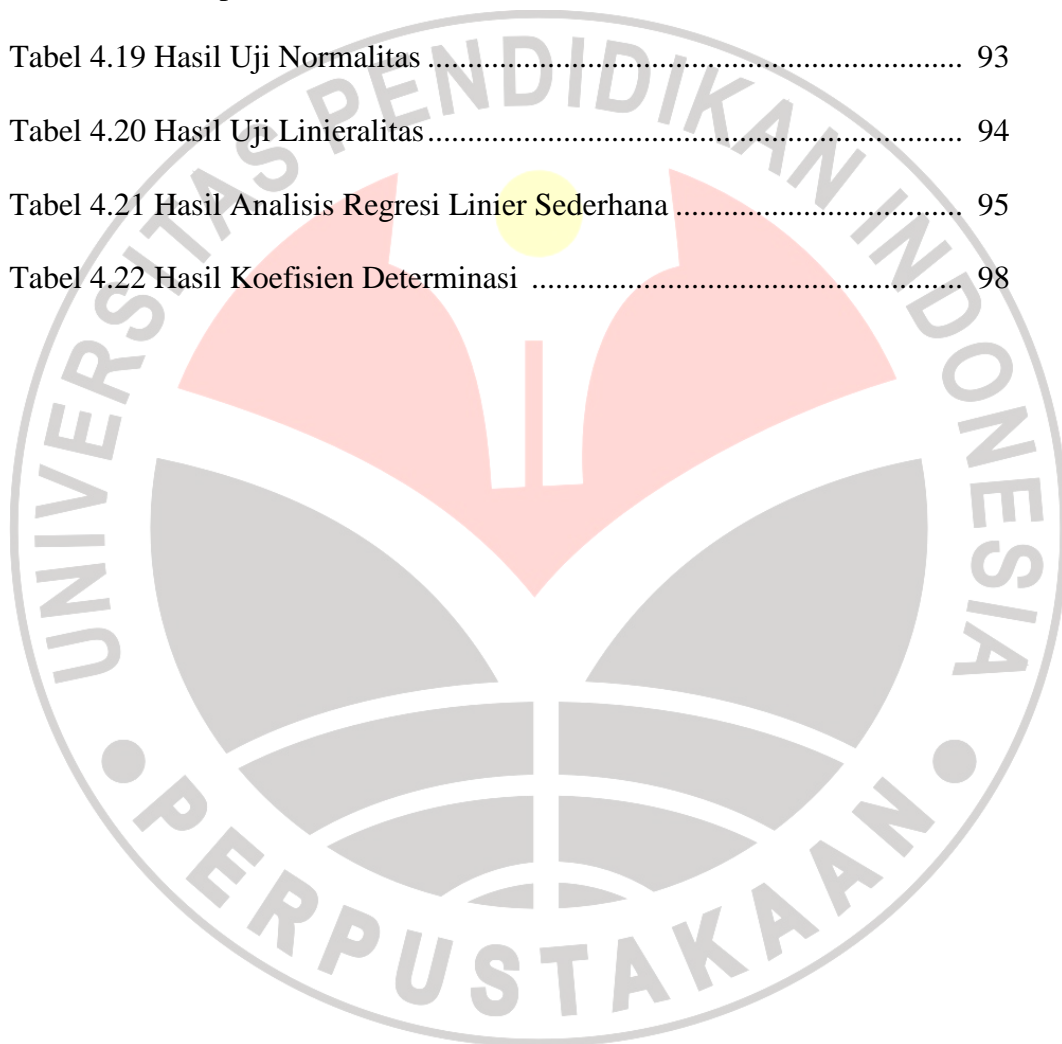 Tabel 4.19 Hasil Uji Normalitas ................................................................... 93
Tabel 4.20 Hasil Uji Linieralitas................................................................... 94
Tabel 4.21 Hasil Analisis Regresi Linier Sederhana .................................... 95
Tabel 4.22 Hasil Koefisien Determinasi ...................................................... 98
UNIVERSITAS PENDIDIKAN INDONESIA
PERPUSTAKAAN